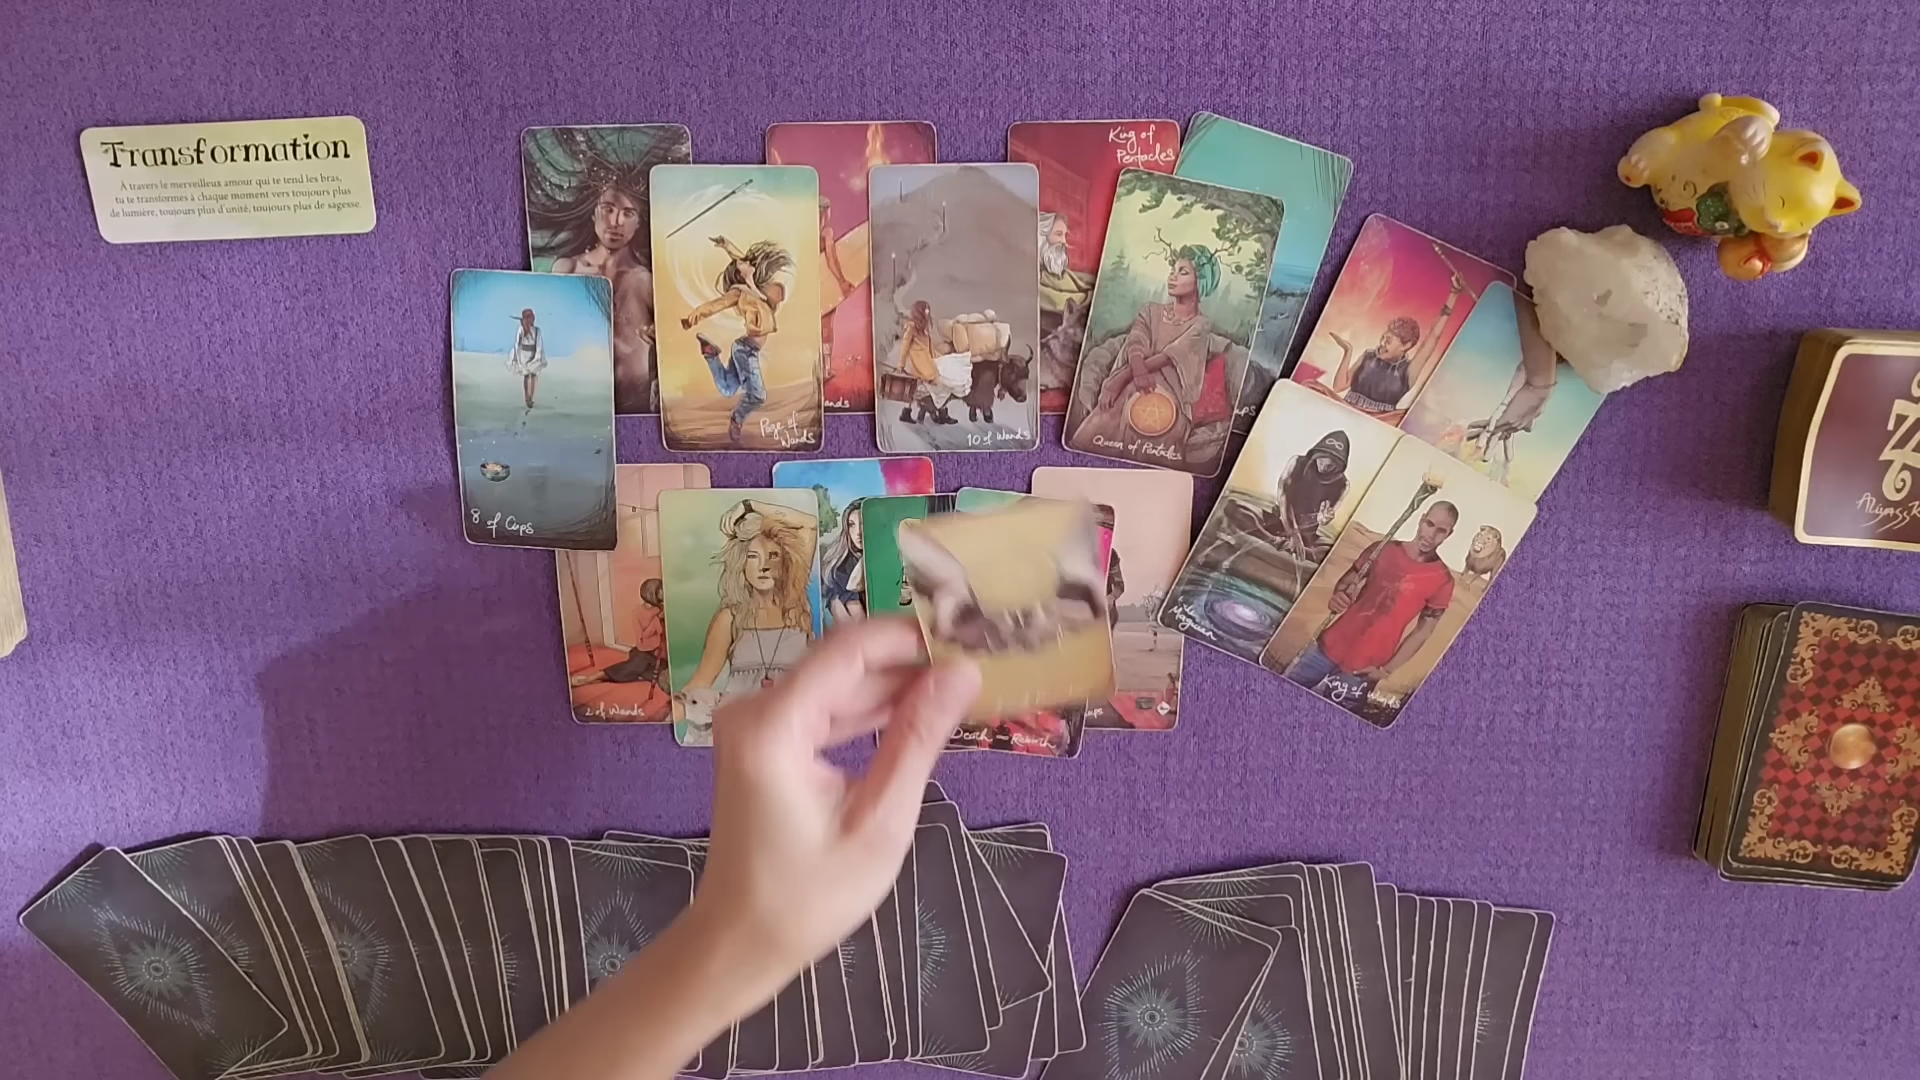 Transformation
À travers le merveilleux amour qui te tend les bras,
tu te transformes à chaque moment vers toujours plus
de lumière, toujours plus d'unité, toujours plus de sagesse.
King of
Pentacles
8 of Cups
Page of
Wands
10 of Wands
Queen of Pentacles
2 of Wands
Death — Rebirth
Magician
King of Wands